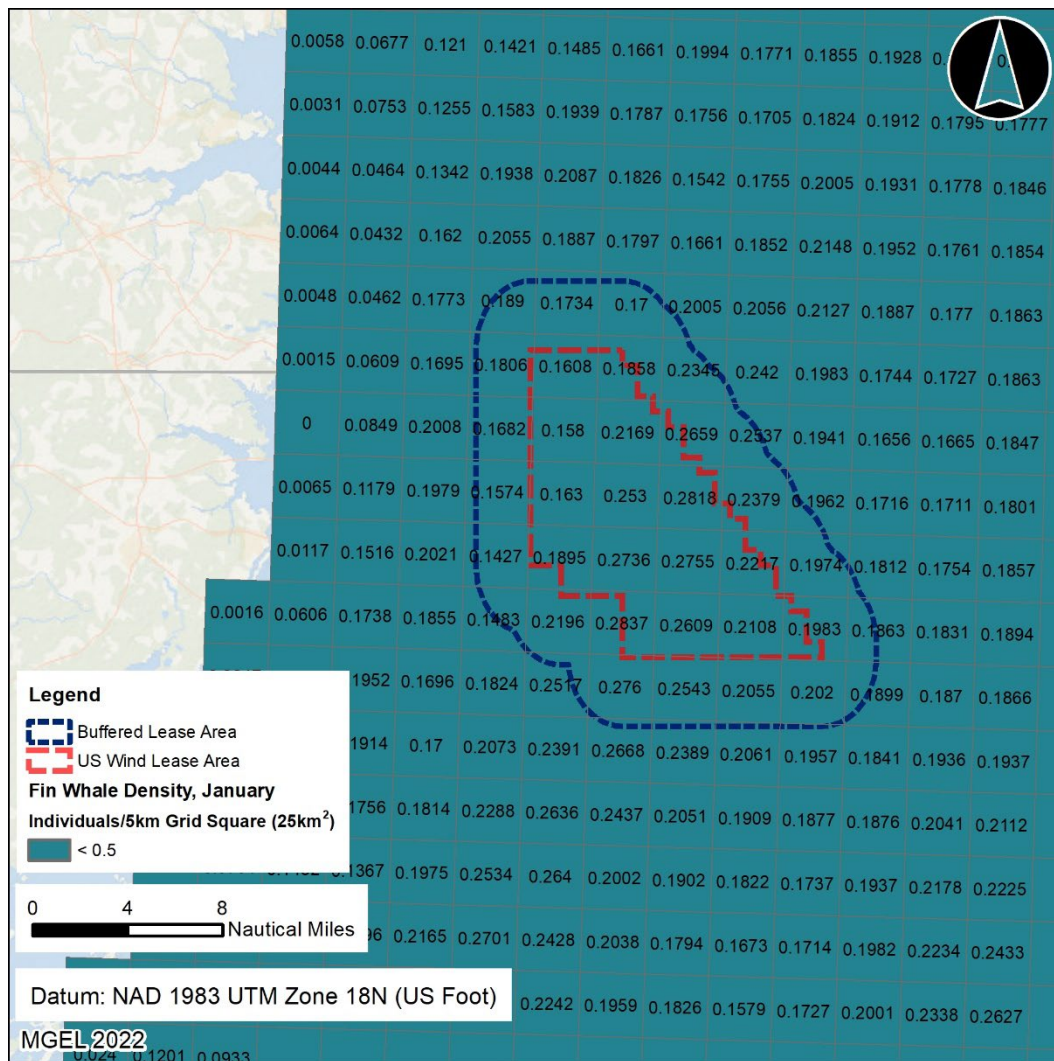 0.0058 0.0677 0.121 0.1421 0.1485 0.1661 0.1994 0.1771 0.1855 0.1928
0.0031 0.0753 0.1255 0.1583 0.1939 0.1787 0.1756 0.1705 0.1824 0.1912 0.1795 0.1777
0.0044 0.0464 0.1342 0.1938 0.2087 0.1826 0.1542 0.1755 0.2005 0.1931 0.1778 0.1846
0.0064 0.0432 0.162 0.2055 0.1887 0.1797 0.1661 0.1852 0.2148 0.1952 0.1761 0.1854
0.0048 0.0462 0.1773 0.189 0.1734 0.17 0.2005 0.2056 0.2127 0.1887 0.177 0.1863
0.0015 0.0609 0.1695 0.1806 0.1608 0.1858 0.2345 0.242 0.1983 0.1744 0.1727 0.1863
0 0.0849 0.2008 0.1682 0.158 0.2169 0.2659 0.2537 0.1941 0.1656 0.1665 0.1847
0.0065 0.1179 0.1979 0.1574 0.163 0.253 0.2818 0.2379 0.1962 0.1716 0.1711 0.1801
0.0117 0.1516 0.2021 0.1427 0.1895 0.2736 0.2755 0.2217 0.1974 0.1812 0.1754 0.1857
0.0016 0.0606 0.1738 0.1855 0.1483 0.2196 0.2837 0.2609 0.2108 0.1983 0.1863 0.1831 0.1894
0.1696 0.1824 0.2517 0.276 0.2543 0.2055 0.202 0.1899 0.187 0.1866
0.17 0.2073 0.2391 0.2668 0.2389 0.2061 0.1957 0.1841 0.1936 0.1937
0.1814 0.2288 0.2636 0.2437 0.2051 0.1909 0.1877 0.1876 0.2041 0.2112
0.1367 0.1975 0.2534 0.264 0.2002 0.1902 0.1822 0.1737 0.1937 0.2178 0.2225
0.2165 0.2701 0.2428 0.2038 0.1794 0.1673 0.1714 0.1982 0.2234 0.2433
0.2242 0.1959 0.1826 0.1579 0.1727 0.2001 0.2338 0.2627
0.024 0.1201 0.0933
Legend
Buffered Lease Area
US Wind Lease Area
Fin Whale Density, January
Individuals/5km Grid Square (25km²)
< 0.5
0 4 8
Nautical Miles
Datum: NAD 1983 UTM Zone 18N (US Foot)
MGEL 2022